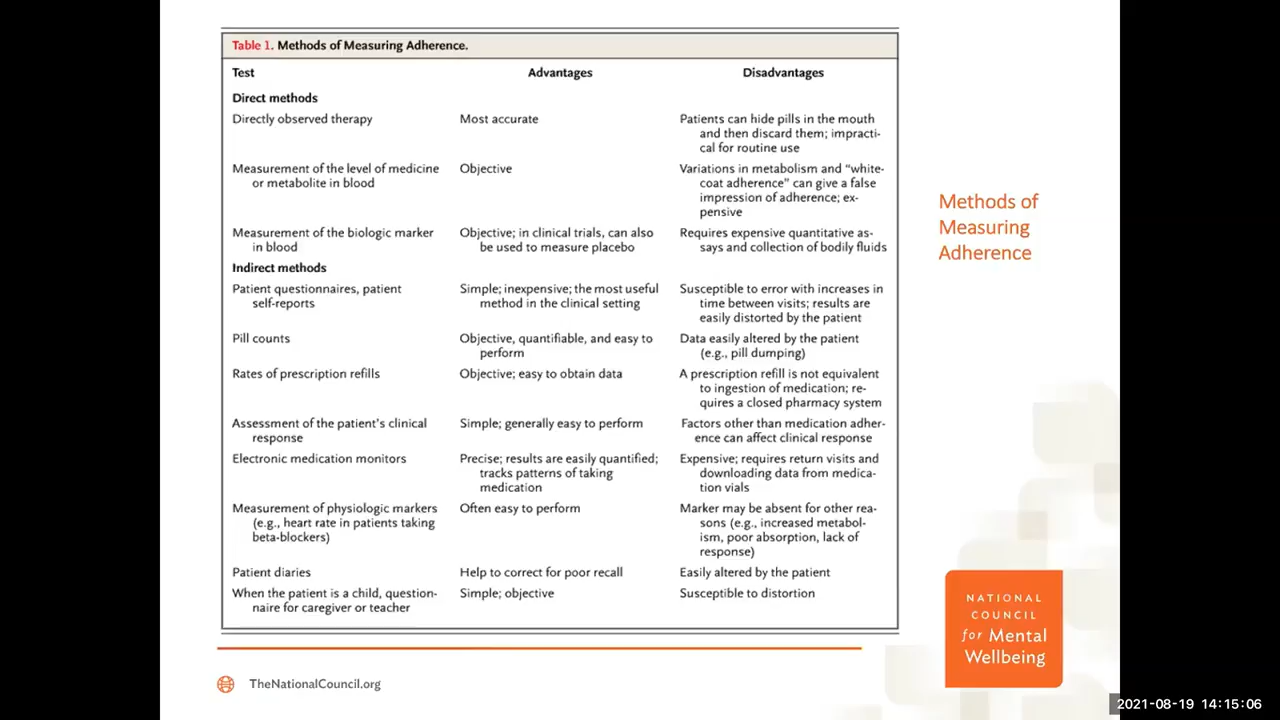 Table 1. Methods of Measuring Adherence.
Test Advantages Disadvantages
Direct methods
Directly observed therapy Most accurate Patients can hide pills in the mouth
and then discard them; impracti-
cal for routine use
Measurement of the level of medicine Objective Variations in metabolism and “white-
or metabolite in blood coat adherence” can give a false
impression of adherence; ex-
pensive
Measurement of the biologic marker Objective; in clinical trials, can also Requires expensive quantitative as-
in blood be used to measure placebo says and collection of bodily fluids
Indirect methods
Patient questionnaires, patient Simple; inexpensive; the most useful Susceptible to error with increases in
self-reports method in the clinical setting time between visits; results are
easily distorted by the patient
Pill counts Objective, quantifiable, and easy to Data easily altered by the patient
perform (e.g., pill dumping)
Rates of prescription refills Objective; easy to obtain data A prescription refill is not equivalent
to ingestion of medication; re-
quires a closed pharmacy system
Assessment of the patient’s clinical Simple; generally easy to perform Factors other than medication adher-
response ence can affect clinical response
Electronic medication monitors Precise; results are easily quantified; Expensive; requires return visits and
tracks patterns of taking downloading data from medica-
medication tion vials
Measurement of physiologic markers Often easy to perform Marker may be absent for other rea-
(e.g., heart rate in patients taking sons (e.g., increased metabol-
beta-blockers) ism, poor absorption, lack of
response)
Patient diaries Help to correct for poor recall Easily altered by the patient
When the patient is a child, question- Simple; objective Susceptible to distortion
naire for caregiver or teacher
Methods of
Measuring
Adherence
NATIONAL
COUNCIL
for Mental
Wellbeing
TheNationalCouncil.org
2021-08-19 14:15:06